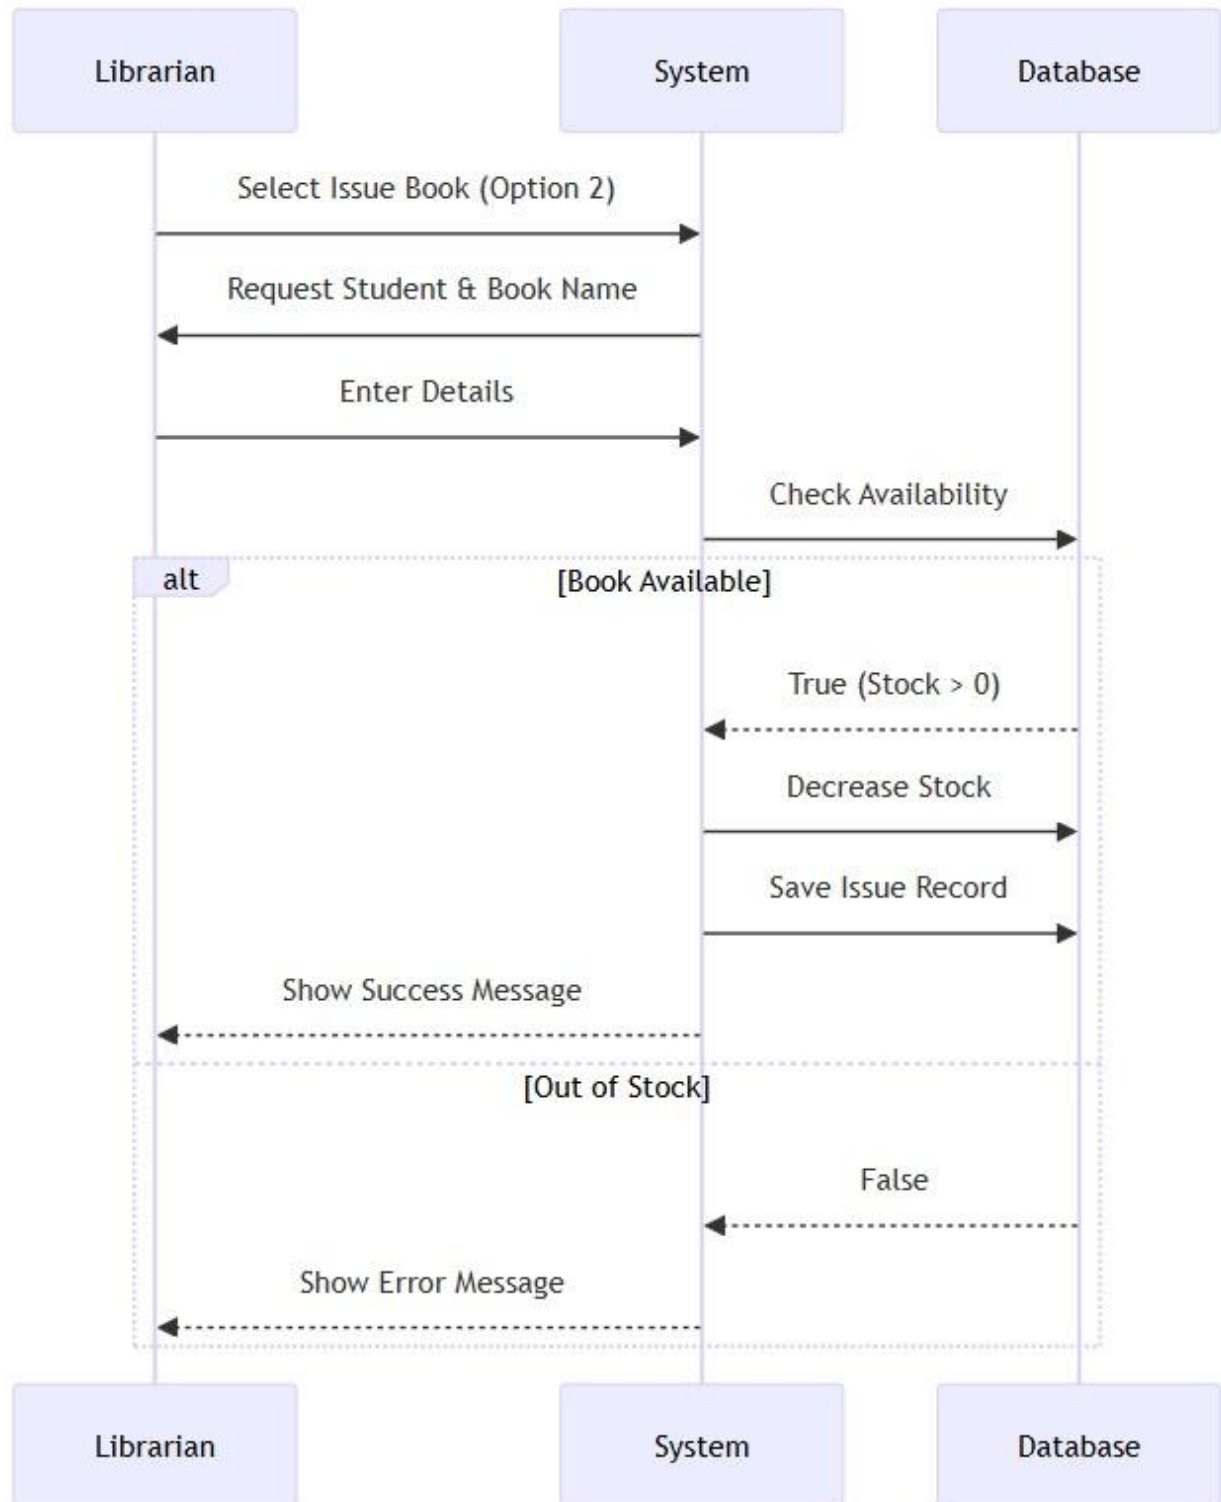 Librarian
System
Database
Select Issue Book (Option 2)
Request Student & Book Name
Enter Details
Check Availability
alt
[Book Available]
True (Stock > 0)
Decrease Stock
Save Issue Record
Show Success Message
[Out of Stock]
False
Show Error Message
Librarian
System
Database